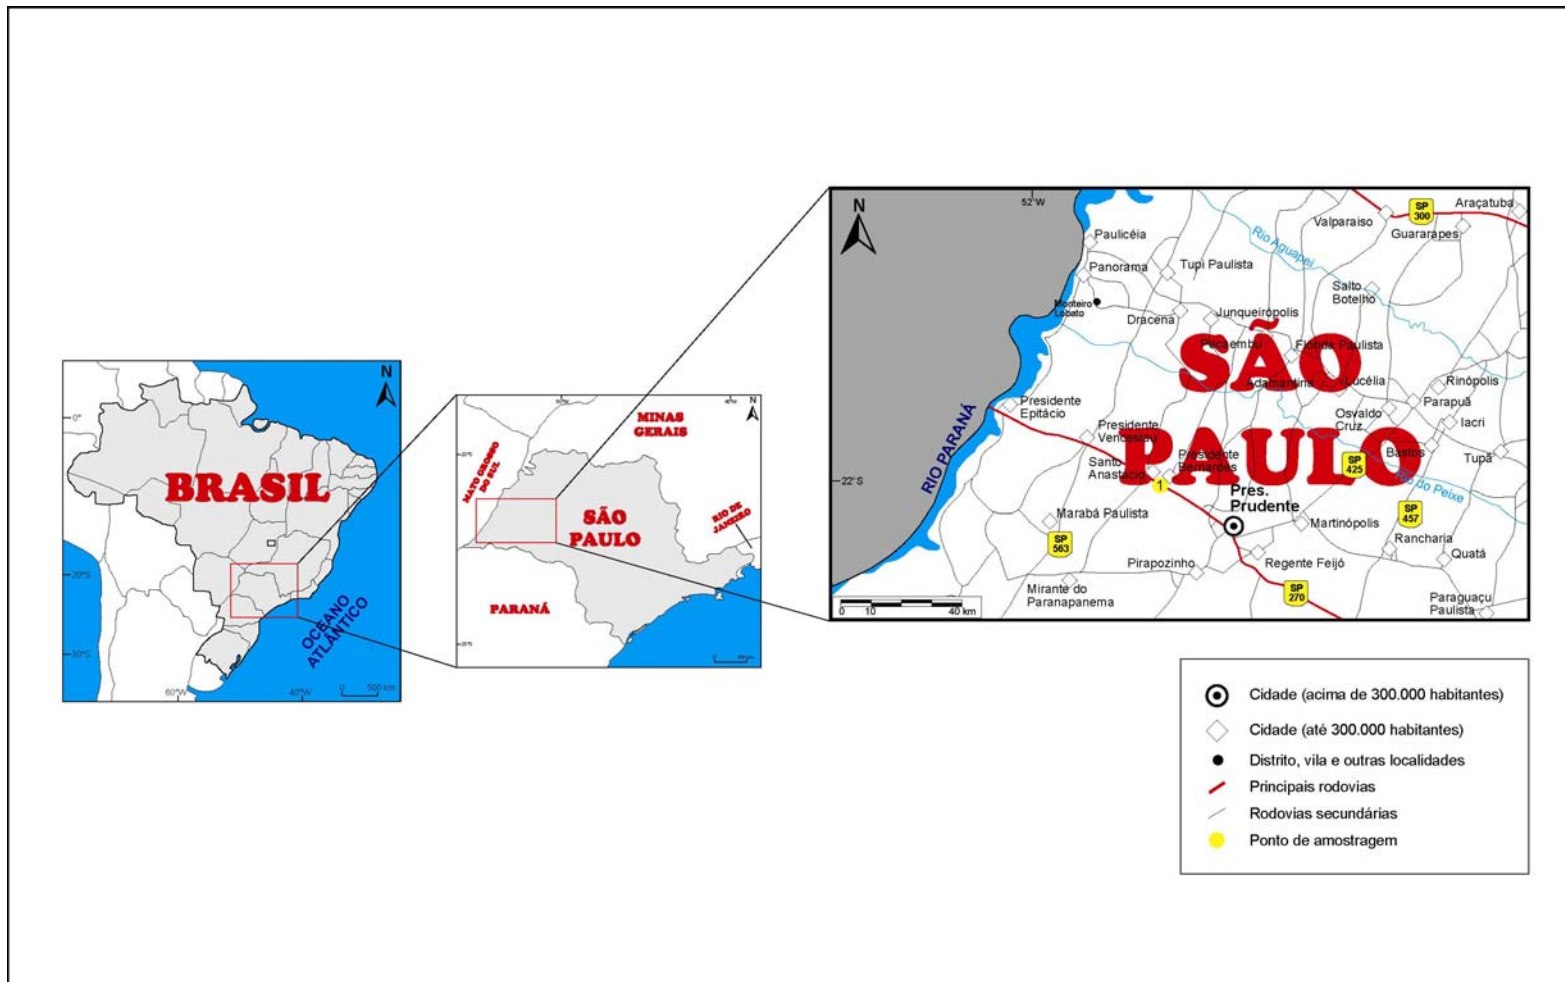 N
0°
BRASIL
20°S
30°S
OCEANO
ATLÂNTICO
60°W
40°W
0 500 km
N
MINAS
GERAIS
MATO GROSSO
DO SUL
SÃO
PAULO
RIO DE
JANEIRO
PARANÁ
N
52°W
Paulicéia
Panorama
Tupi Paulista
Monteiro
Lobato
Dracena
Junqueirópolis
Rio Aguapei
Valparaiso
SP
300
Araçatuba
Guararapes
Salto
Botelho
SÃO
PAULO
Pacaembu
Flórida Paulista
Adamantina
Lucélia
Rinópolis
Parapuã
Osvaldo
Cruz
Iacri
Bastos
Tupã
Presidente
Epitácio
RIO PARANÁ
Presidente
Venceslau
Santo
Anastácio
Presidente
Bernardes
1
SP
425
Rio do Peixe
22°S
Pres.
Prudente
Marabá Paulista
SP
563
Martinópolis
SP
457
Rancharia
Quatá
Pirapozinho
Regente Feijó
Mirante do
Paranapanema
SP
270
Paraguaçu
Paulista
0 10 40 km
Cidade (acima de 300.000 habitantes)
Cidade (até 300.000 habitantes)
Distrito, vila e outras localidades
Principais rodovias
Rodovias secundárias
Ponto de amostragem